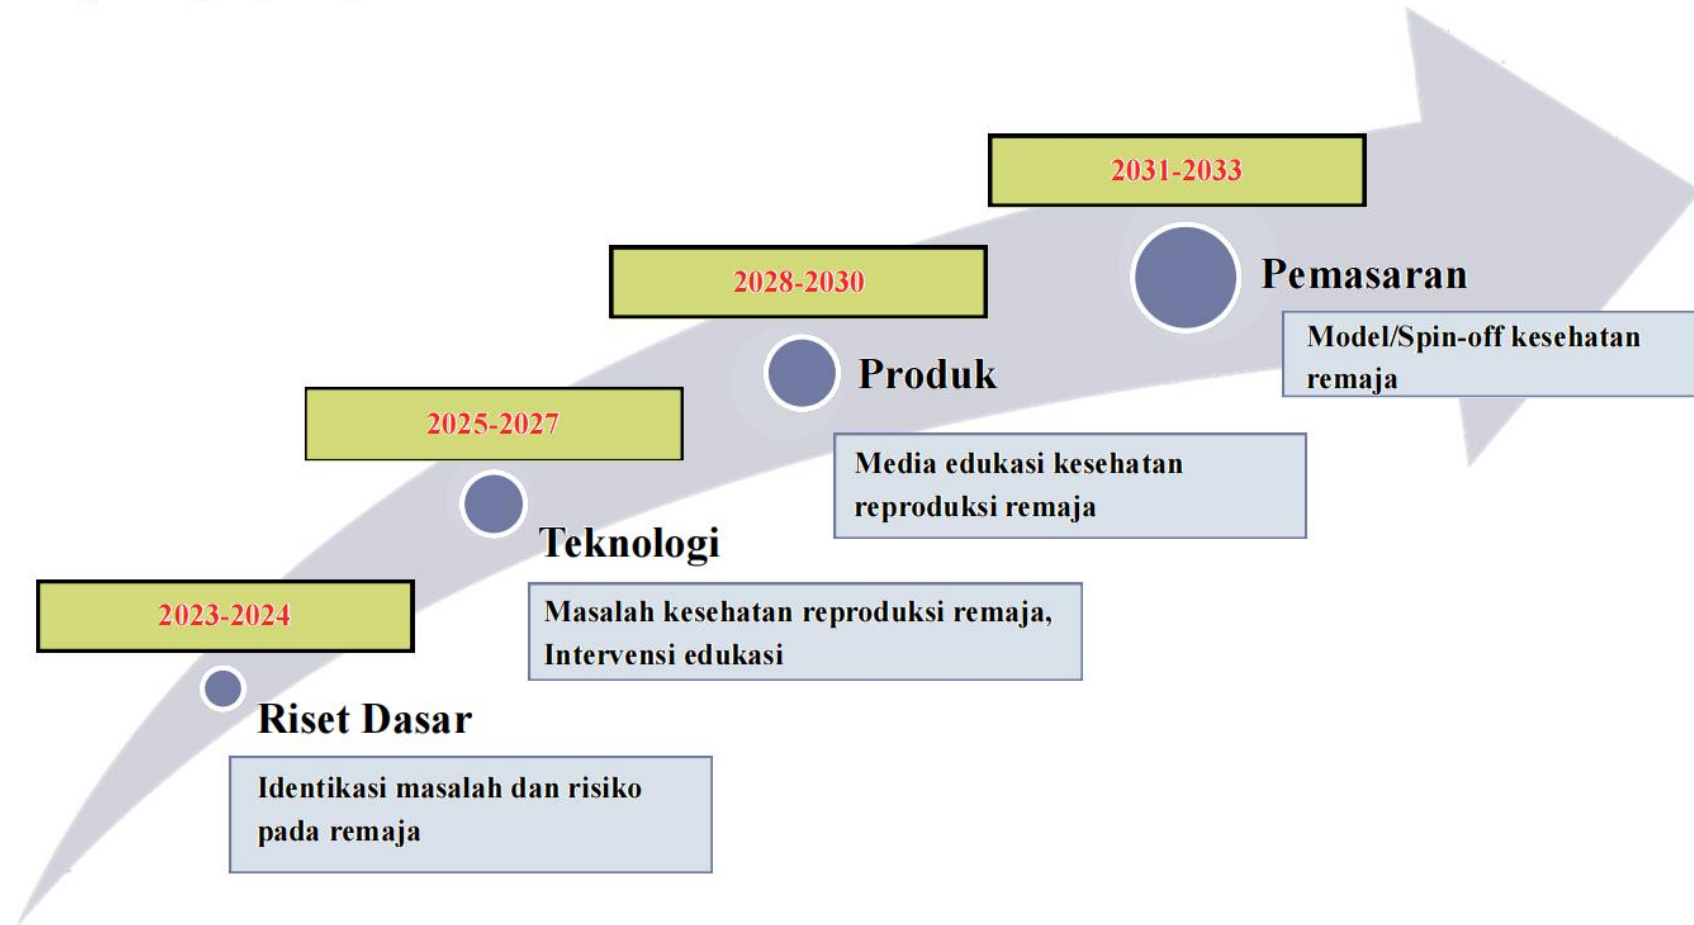 2023-2024
Riset Dasar
Identikasi masalah dan risiko
pada remaja
2025-2027
Teknologi
Masalah kesehatan reproduksi remaja,
Intervensi edukasi
2028-2030
Produk
Media edukasi kesehatan
reproduksi remaja
2031-2033
Pemasaran
Model/Spin-off kesehatan
remaja